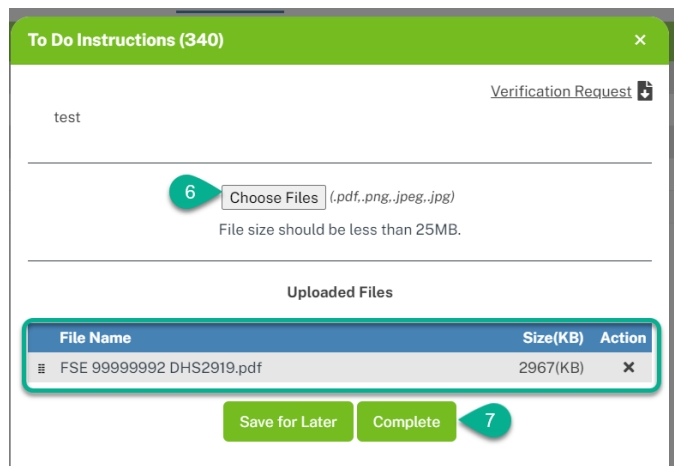 To Do Instructions (340) ×
Verification Request
test
6 Choose Files (.pdf,.png,.jpeg,.jpg)
File size should be less than 25MB.
Uploaded Files
File Name Size(KB) Action
FSE 99999992 DHS2919.pdf 2967(KB) ×
Save for Later Complete 7